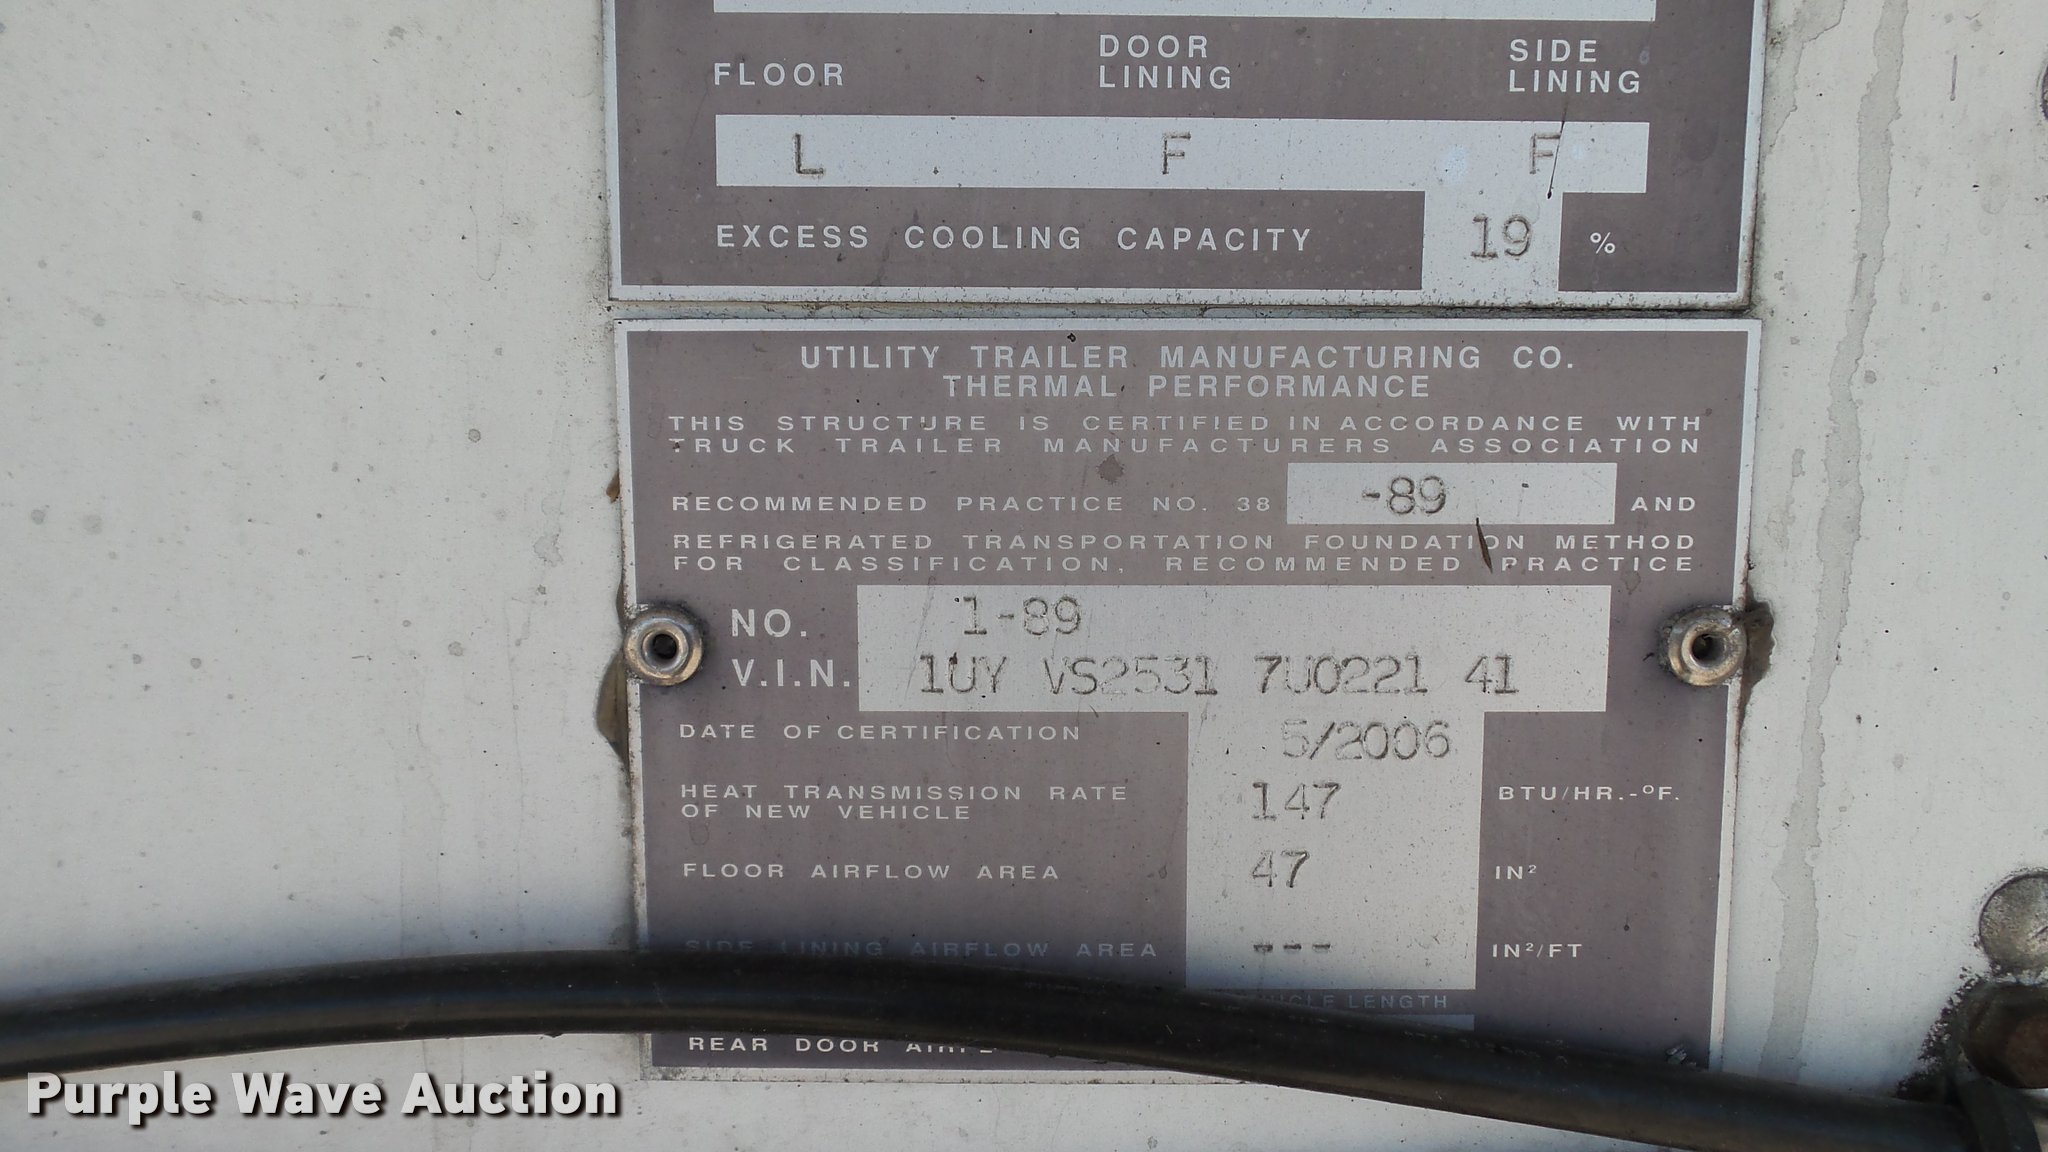 FLOOR DOOR LINING SIDE LINING
L F F
EXCESS COOLING CAPACITY 19 %
UTILITY TRAILER MANUFACTURING CO.
THERMAL PERFORMANCE
THIS STRUCTURE IS CERTIFIED IN ACCORDANCE WITH
TRUCK TRAILER MANUFACTURERS ASSOCIATION
RECOMMENDED PRACTICE NO. 38 -89 AND
REFRIGERATED TRANSPORTATION FOUNDATION METHOD
FOR CLASSIFICATION, RECOMMENDED PRACTICE
NO. 1-89
V.I.N. 1UY VS2531 7U0221 41
DATE OF CERTIFICATION 5/2006
HEAT TRANSMISSION RATE OF NEW VEHICLE 147 BTU/HR.-°F.
FLOOR AIRFLOW AREA 47 IN²
SIDE LINING AIRFLOW AREA --- IN²/FT
LENGTH
REAR DOOR
Purple Wave Auction